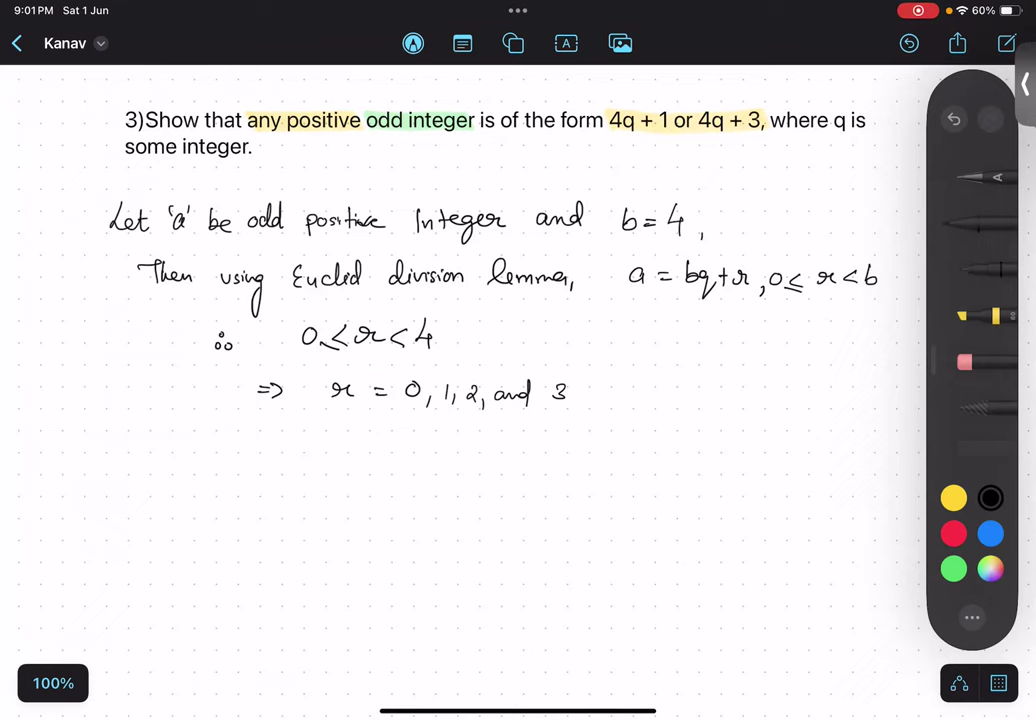 9:01 PM Sat 1 Jun
60%
Kanav
A
3)Show that any positive odd integer is of the form 4q + 1 or 4q + 3, where q is
some integer.
Let 'a' be odd positive Integer and b = 4,
Then using Euclid division lemma, a = bq + r, 0 ≤ r < b
∴ 0 ≤ r < 4
⇒ r = 0, 1, 2, and 3
A
100%